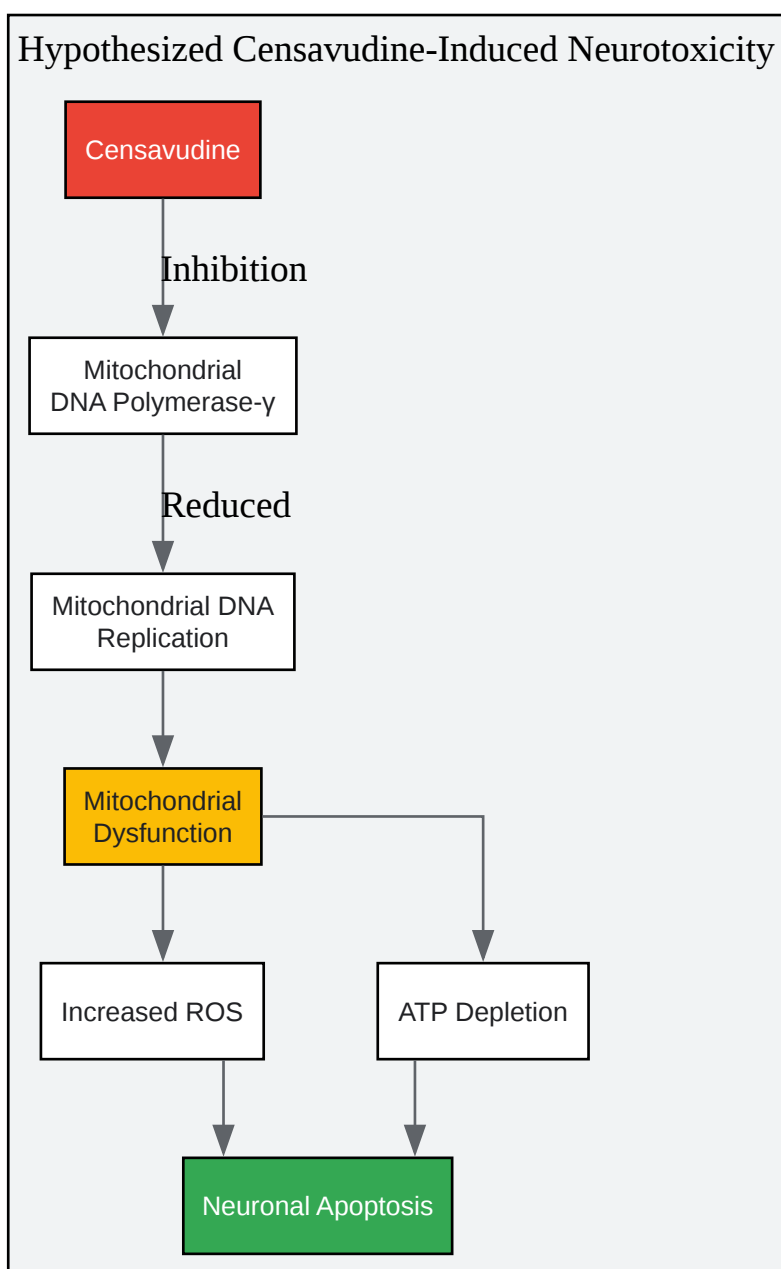 Hypothesized Censavudine-Induced Neurotoxicity
Censavudine
Inhibition
Mitochondrial
DNA Polymerase-γ
Reduced
Mitochondrial DNA
Replication
Mitochondrial
Dysfunction
Increased ROS
ATP Depletion
Neuronal Apoptosis